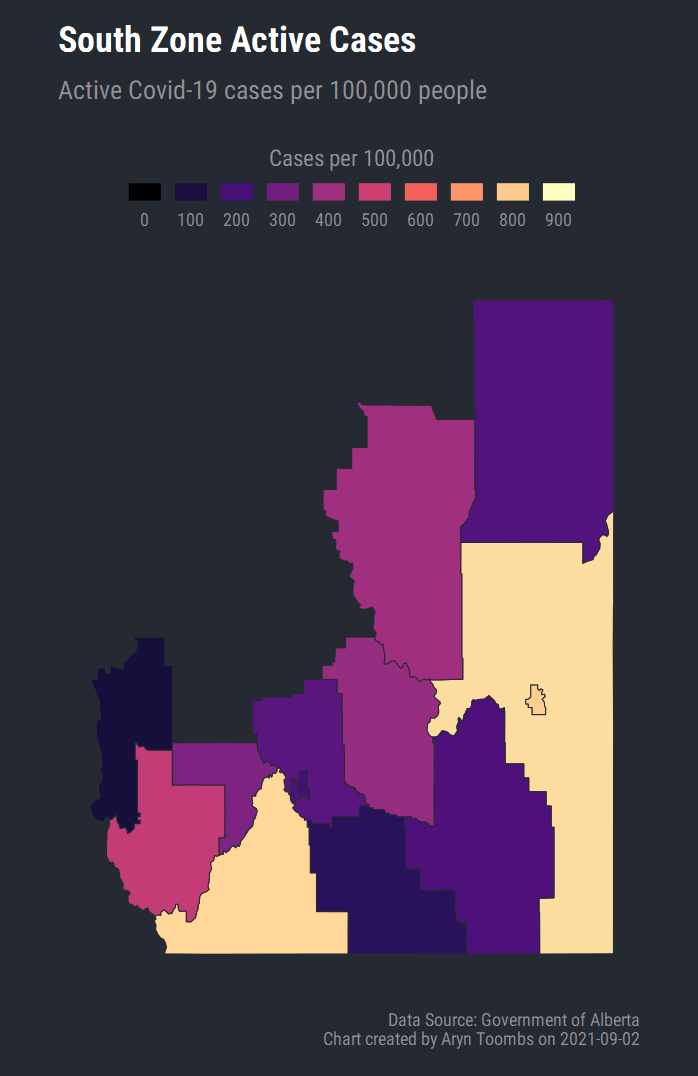 South Zone Active Cases
Active Covid-19 cases per 100,000 people
Cases per 100,000
0 100 200 300 400 500 600 700 800 900
Data Source: Government of Alberta
Chart created by Aryn Toombs on 2021-09-02